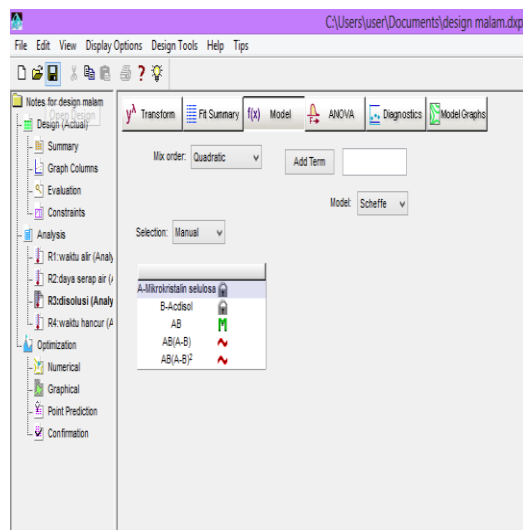 C:\Users\user\Documents\design malam.dxp
File Edit View Display Options Design Tools Help Tips
Notes for design malam
Open Design
Design (Actual)
Summary
Graph Columns
Evaluation
Constraints
Analysis
R1:waktu alir (Analy
R2:daya serap air (
R3:disolusi (Analy
R4:waktu hancur (A
Optimization
Numerical
Graphical
Point Prediction
Confirmation
yλ Transform Fit Summary f(x) Model ANOVA Diagnostics Model Graphs
Mix order: Quadratic Add Term
Model: Scheffe
Selection: Manual
A-Mikrokristalin selulosa
B-Acdisol
AB M
AB(A-B)
AB(A-B)²